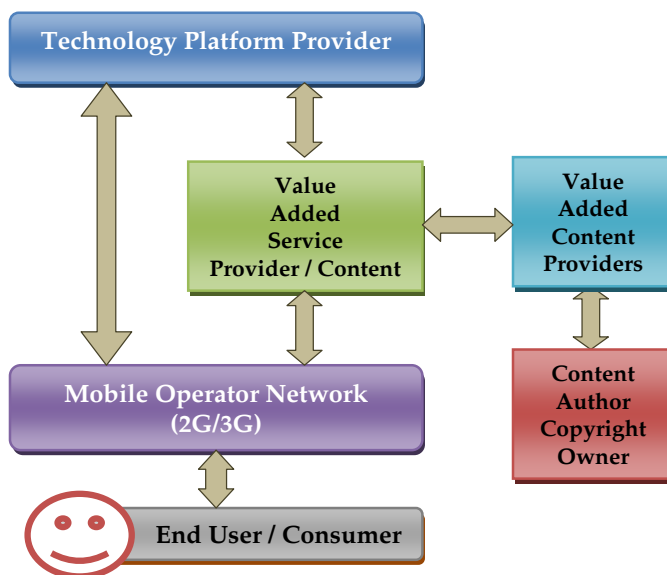 Technology Platform Provider
Value
Added
Service
Provider / Content
Value
Added
Content
Providers
Mobile Operator Network
(2G/3G)
Content
Author
Copyright
Owner
End User / Consumer